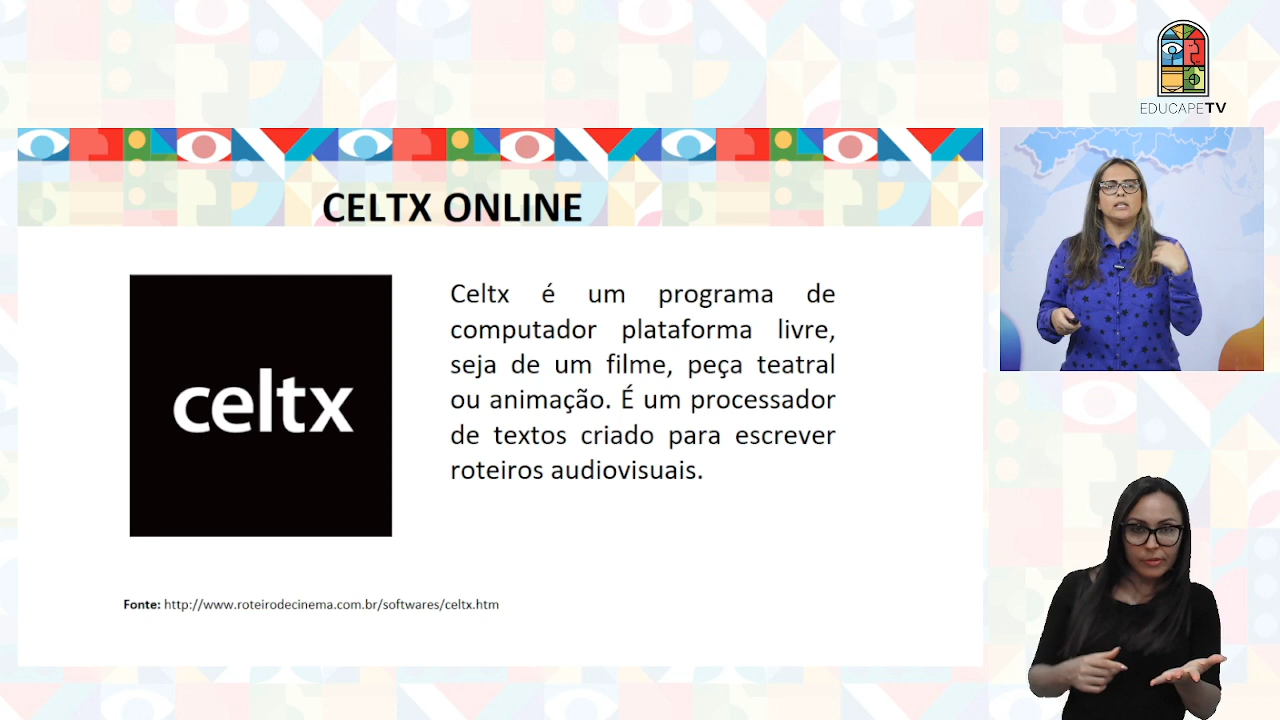 EDUCAPETV
CELTX ONLINE
celtx
Celtx é um programa de
computador plataforma livre,
seja de um filme, peça teatral
ou animação. É um processador
de textos criado para escrever
roteiros audiovisuais.
Fonte: http://www.roteirodecinema.com.br/softwares/celtx.htm